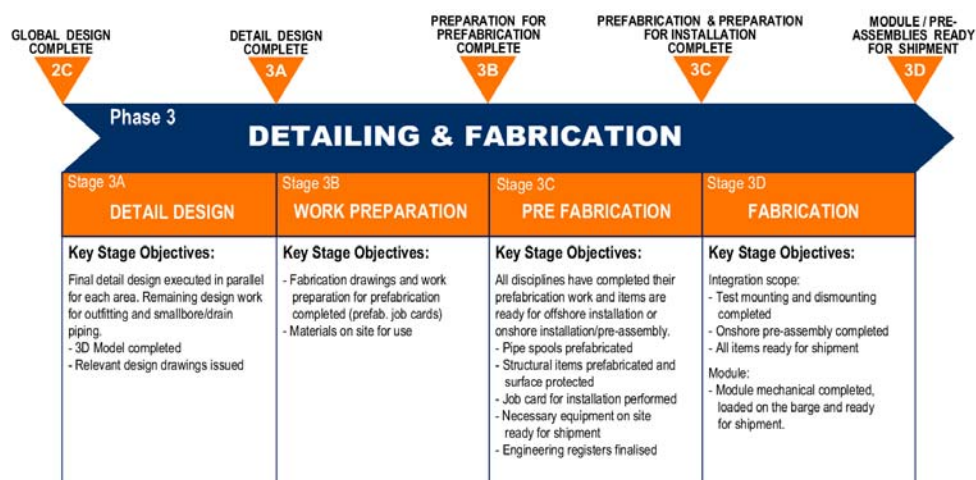 GLOBAL DESIGN
COMPLETE
2C
DETAIL DESIGN
COMPLETE
3A
PREPARATION FOR
PREFABRICATION
COMPLETE
3B
PREFABRICATION & PREPARATION
FOR INSTALLATION
COMPLETE
3C
MODULE / PRE-
ASSEMBLIES READY
FOR SHIPMENT
3D
Phase 3
DETAILING & FABRICATION
Stage 3A
DETAIL DESIGN
Key Stage Objectives:
Final detail design executed in parallel
for each area. Remaining design work
for outfitting and smallbore/drain
piping.
- 3D Model completed
- Relevant design drawings issued
Stage 3B
WORK PREPARATION
Key Stage Objectives:
- Fabrication drawings and work
preparation for prefabrication
completed (prefab. job cards)
- Materials on site for use
Stage 3C
PRE FABRICATION
Key Stage Objectives:
All disciplines have completed their
prefabrication work and items are
ready for offshore installation or
onshore installation/pre-assembly.
- Pipe spools prefabricated
- Structural items prefabricated and
surface protected
- Job card for installation performed
- Necessary equipment on site
ready for shipment
- Engineering registers finalised
Stage 3D
FABRICATION
Key Stage Objectives:
Integration scope:
- Test mounting and dismounting
completed
- Onshore pre-assembly completed
- All items ready for shipment
Module:
- Module mechanical completed,
loaded on the barge and ready
for shipment.